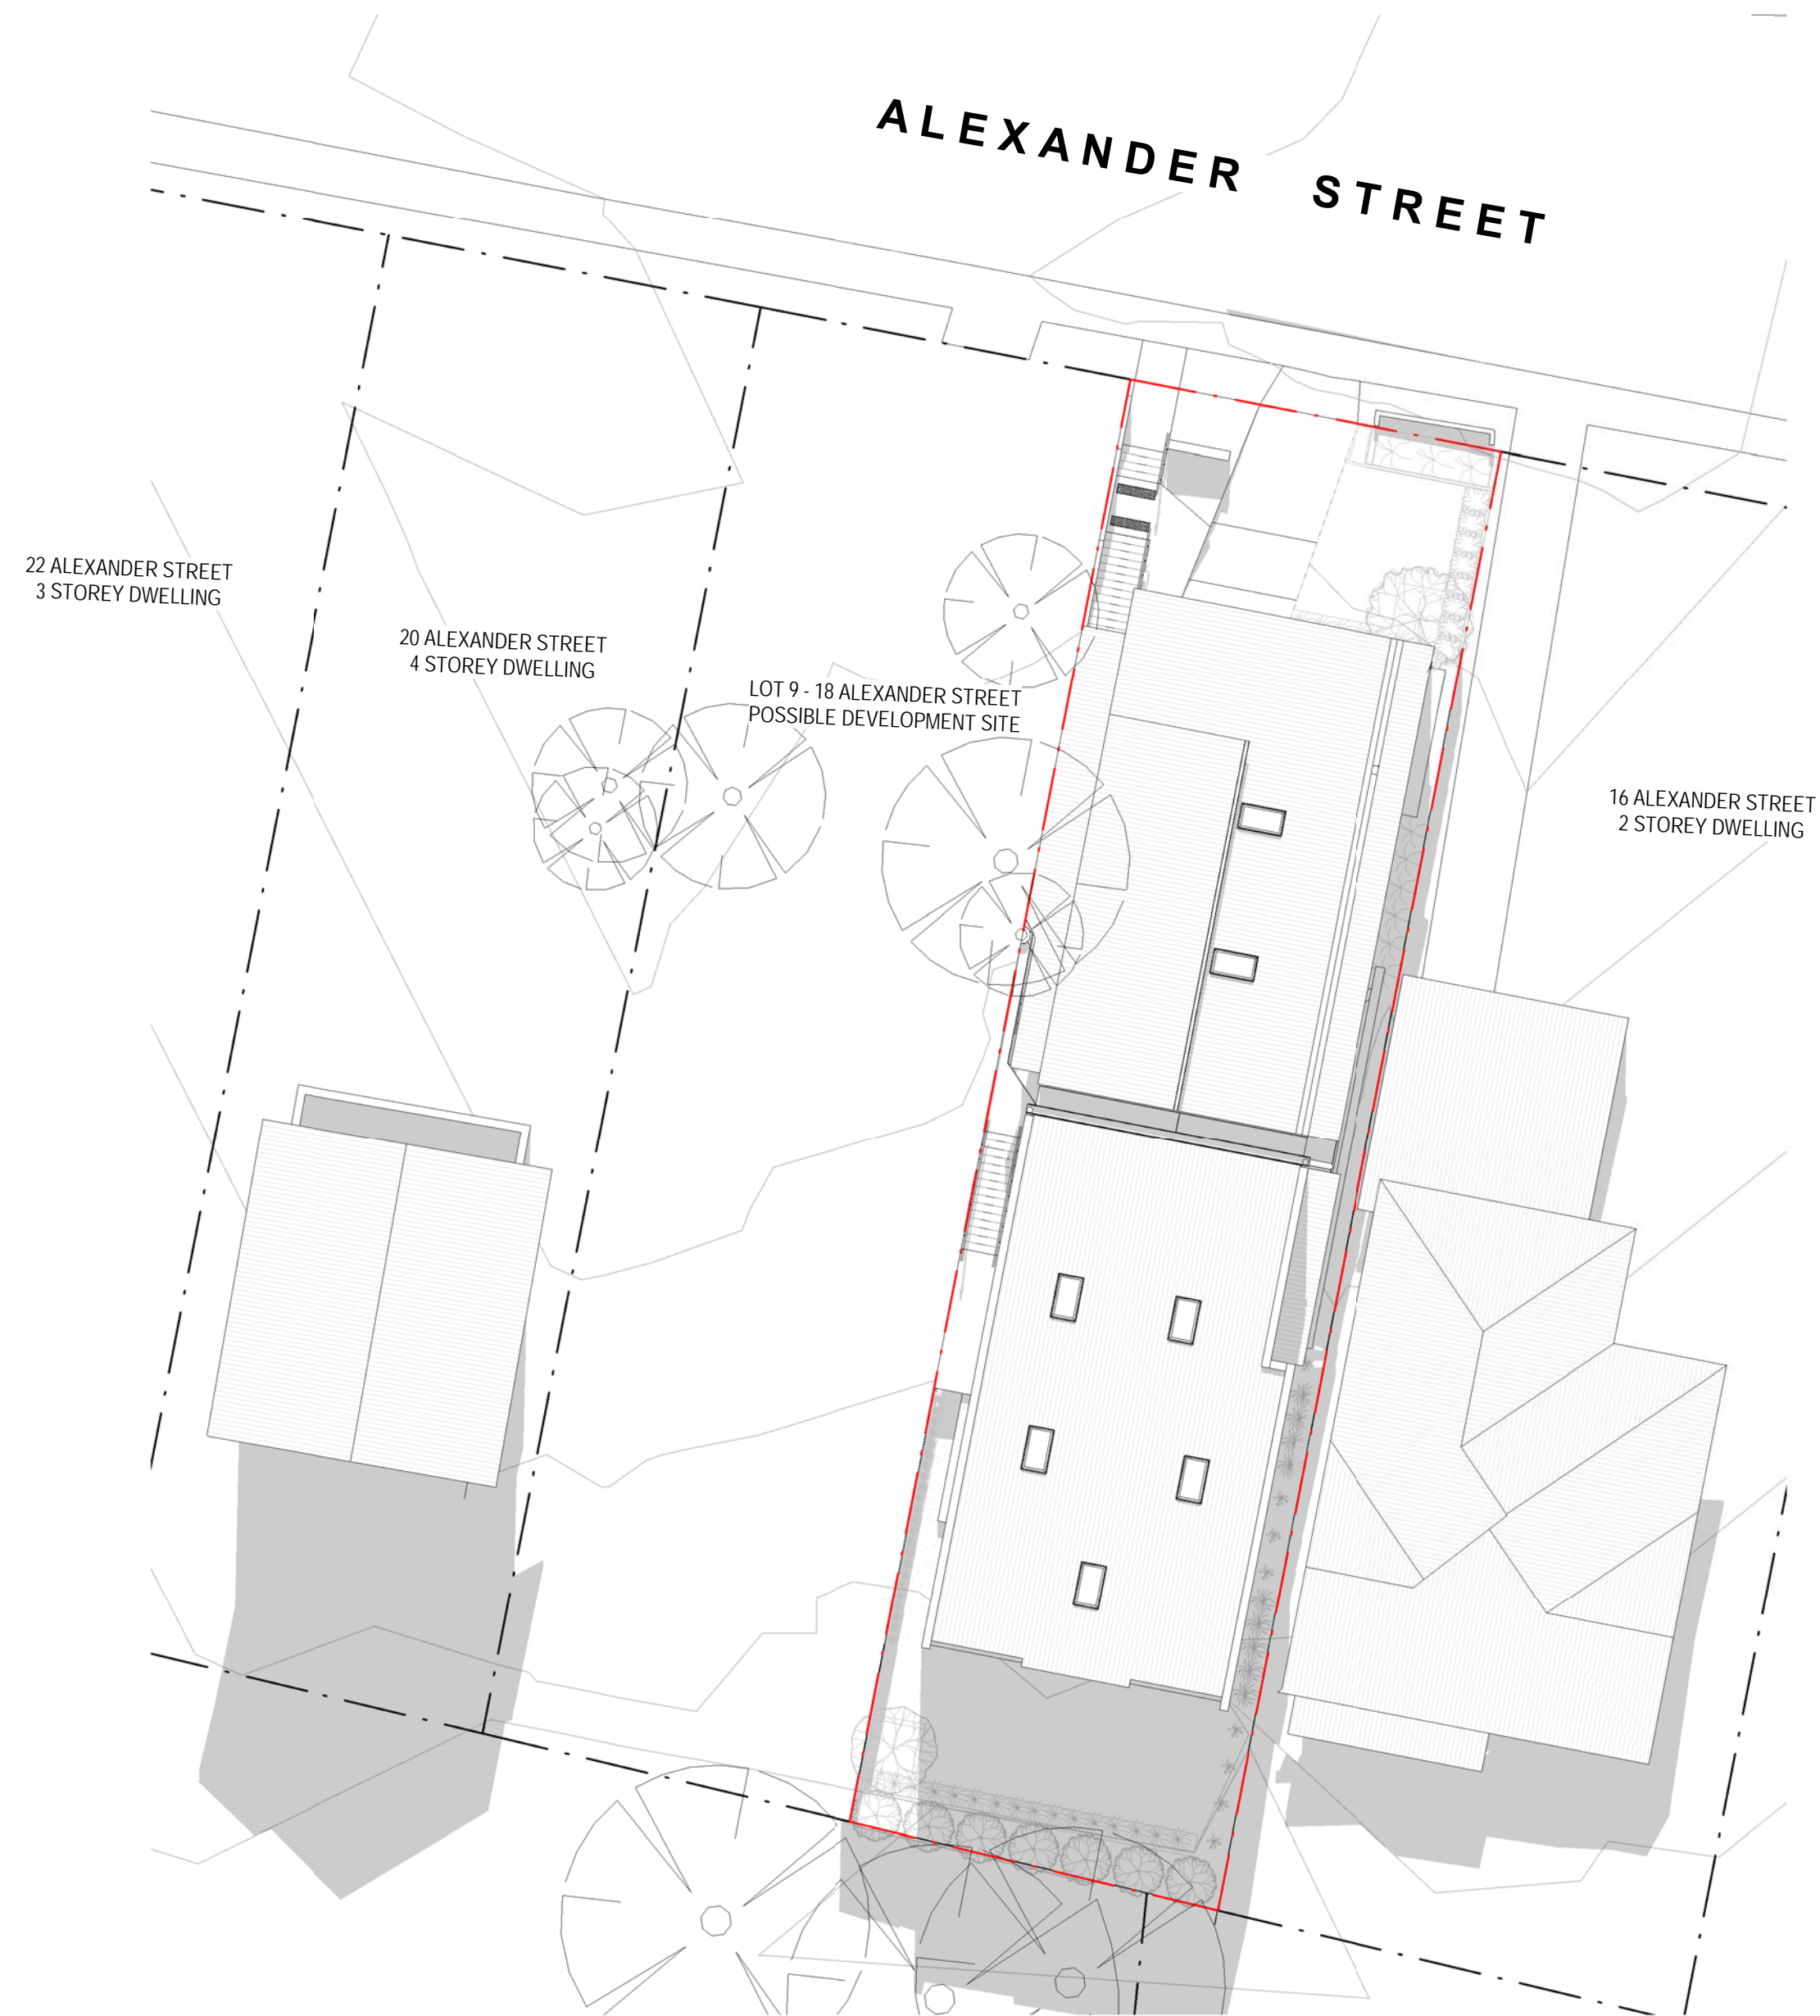 ALEXANDER STREET
22 ALEXANDER STREET
3 STOREY DWELLING
20 ALEXANDER STREET
4 STOREY DWELLING
LOT 9 - 18 ALEXANDER STREET
POSSIBLE DEVELOPMENT SITE
16 ALEXANDER STREET
2 STOREY DWELLING